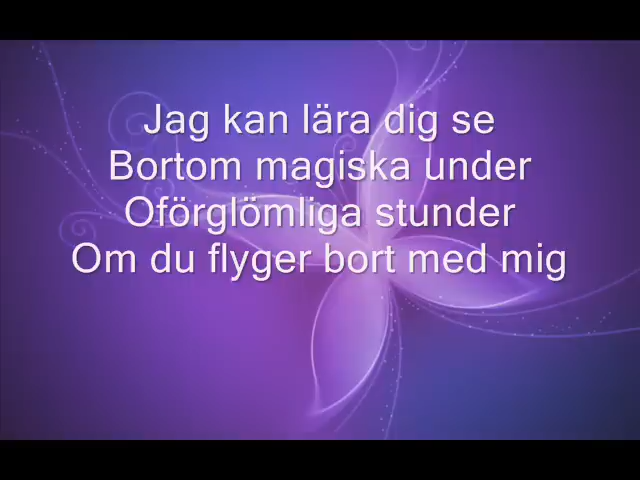 Jag kan lära dig se
Bortom magiska under
Oförglömliga stunder
Om du flyger bort med mig